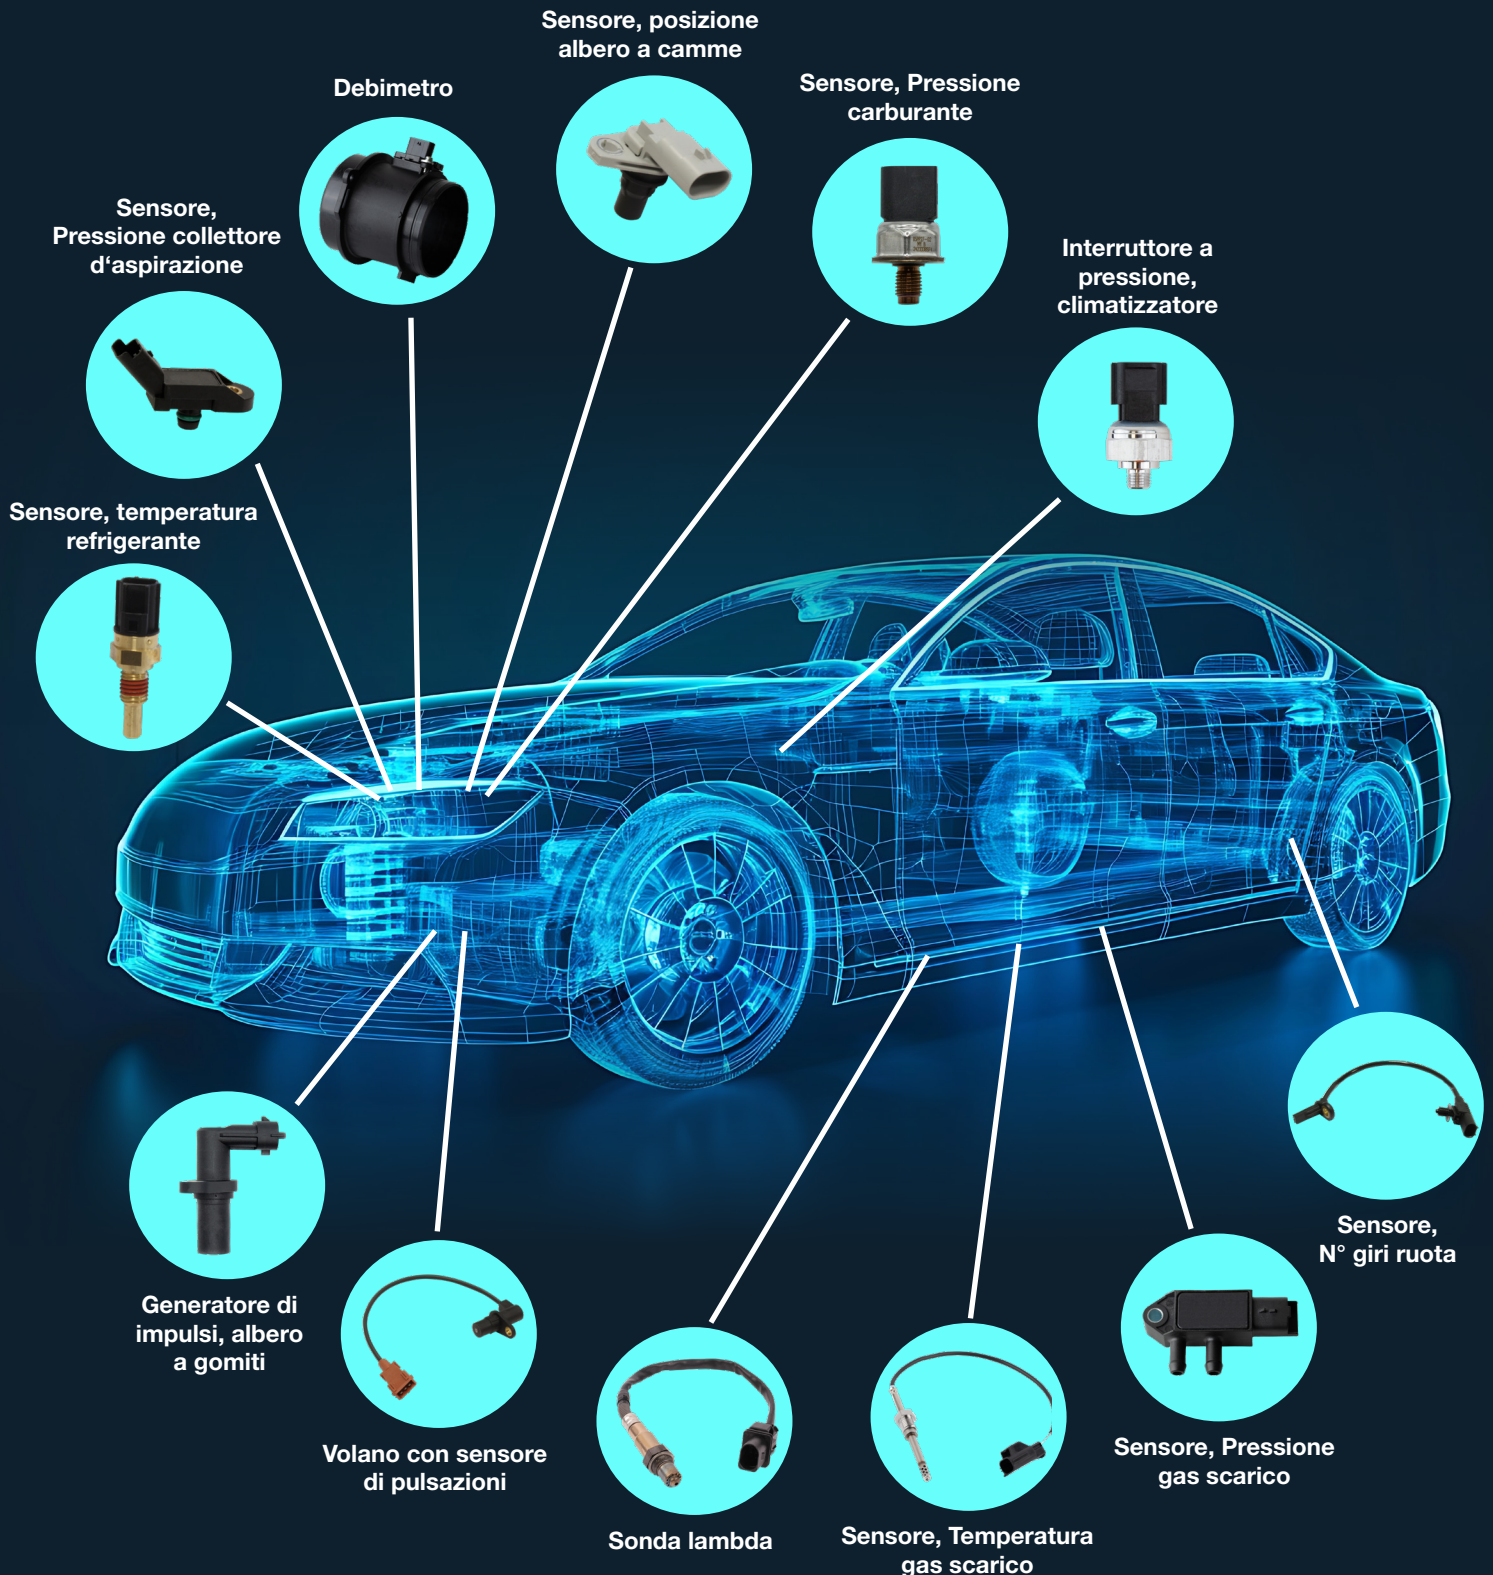 Sensore, posizione
albero a camme
Debimetro
Sensore, Pressione
carburante
Sensore,
Pressione collettore
d‘aspirazione
Interruttore a
pressione,
climatizzatore
Sensore, temperatura
refrigerante
Sensore,
N° giri ruota
Generatore di
impulsi, albero
a gomiti
Volano con sensore
di pulsazioni
Sensore, Pressione
gas scarico
Sonda lambda
Sensore, Temperatura
gas scarico